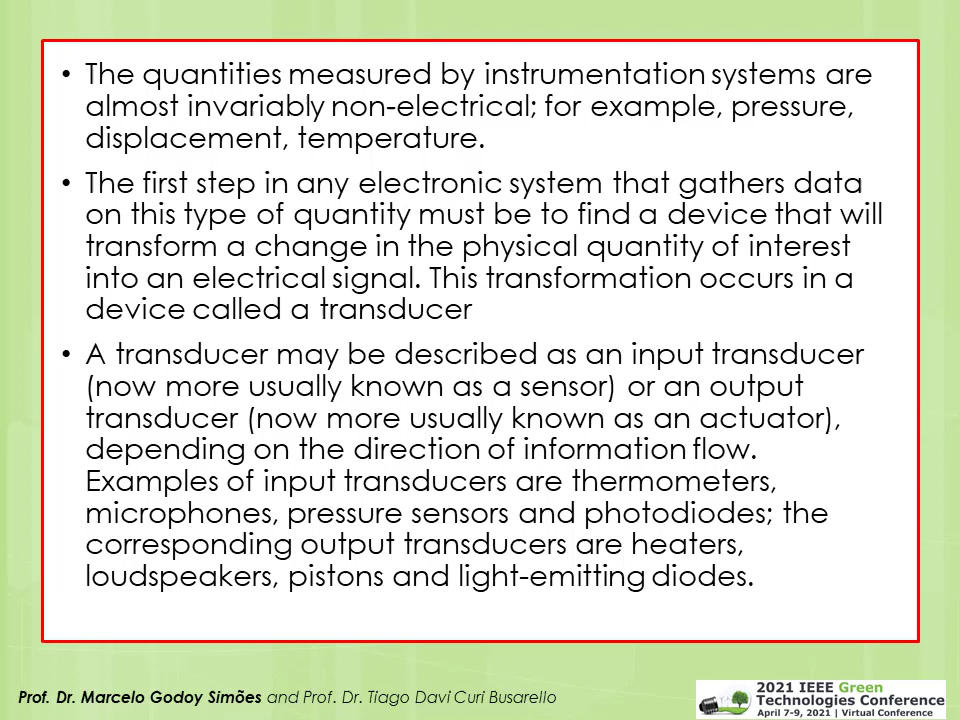 • The quantities measured by instrumentation systems are
almost invariably non-electrical; for example, pressure,
displacement, temperature.
• The first step in any electronic system that gathers data
on this type of quantity must be to find a device that will
transform a change in the physical quantity of interest
into an electrical signal. This transformation occurs in a
device called a transducer
• A transducer may be described as an input transducer
(now more usually known as a sensor) or an output
transducer (now more usually known as an actuator),
depending on the direction of information flow.
Examples of input transducers are thermometers,
microphones, pressure sensors and photodiodes; the
corresponding output transducers are heaters,
loudspeakers, pistons and light-emitting diodes.
Prof. Dr. Marcelo Godoy Simões and Prof. Dr. Tiago Davi Curi Busarello
2021 IEEE Green
Technologies Conference
April 7-9, 2021 | Virtual Conference